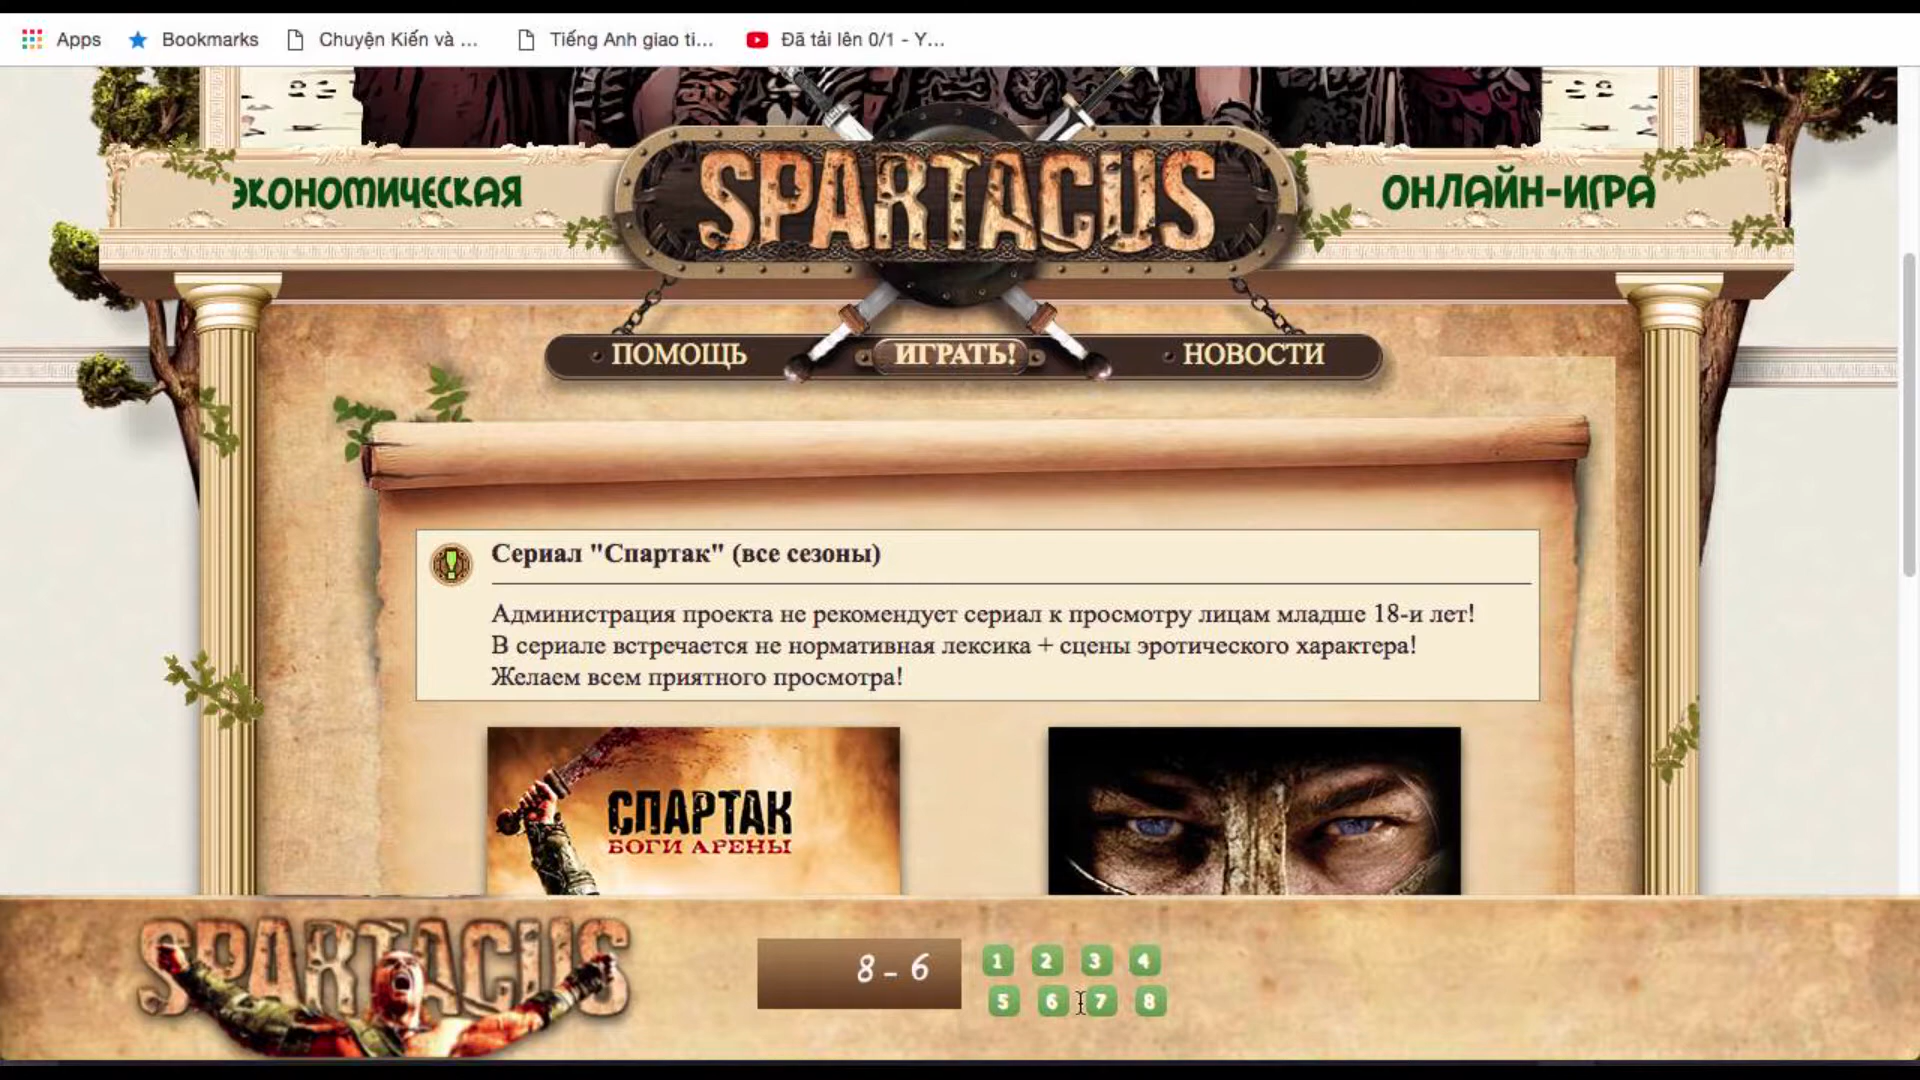 Apps
Bookmarks
Chuyện Kiến và ...
Tiếng Anh giao ti...
Đã tải lên 0/1 - Y...
ЭКОНОМИЧЕСКАЯ
SPARTACUS
ОНЛАЙН-ИГРА
ПОМОЩЬ
ИГРАТЬ!
НОВОСТИ
Сериал "Спартак" (все сезоны)
Администрация проекта не рекомендует сериал к просмотру лицам младше 18-и лет!
В сериале встречается не нормативная лексика + сцены эротического характера!
Желаем всем приятного просмотра!
СПАРТАК
БОГИ АРЕНЫ
SPARTACUS
8 - 6
1 2 3 4
5 6 7 8